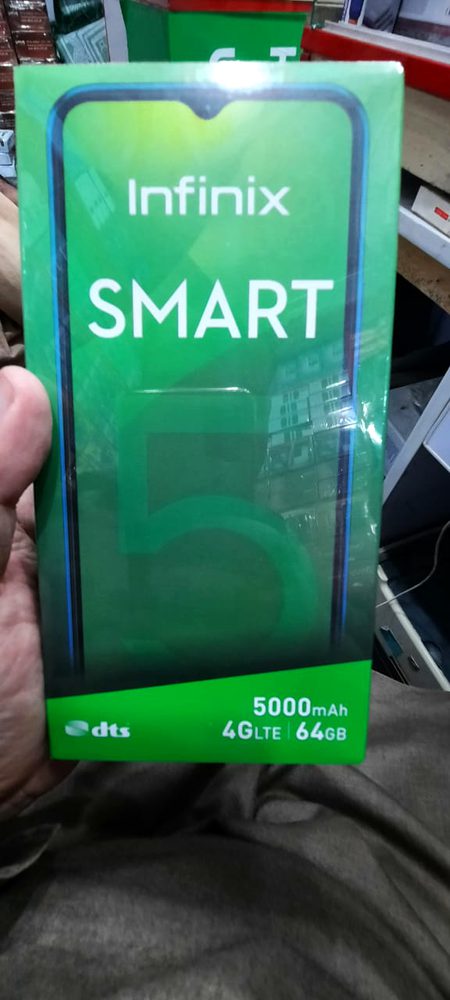 Infinix
SMART
5
5000mAh
dts
4GLTE | 64GB